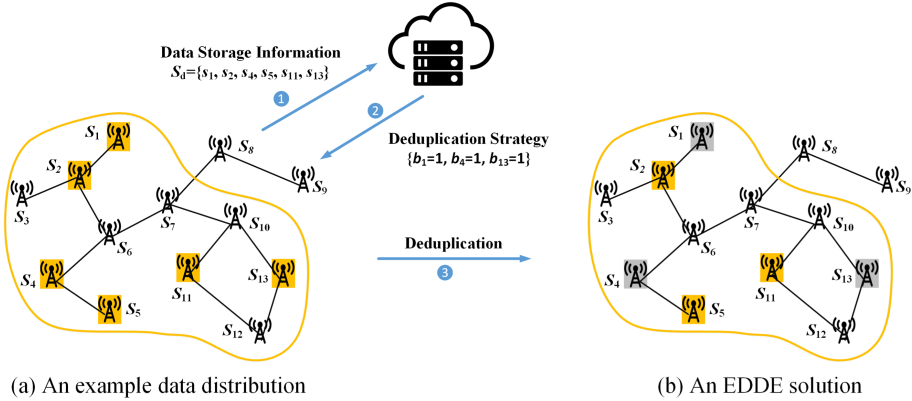 Data Storage Information
Sd={s1, s2, s4, s5, s11, s13}
1
2
Deduplication Strategy
{b1=1, b4=1, b13=1}
S1
S2
S3
S4
S5
S6
S7
S8
S9
S10
S11
S12
S13
Deduplication
3
S1
S2
S3
S4
S5
S6
S7
S8
S9
S10
S11
S12
S13
(a) An example data distribution
(b) An EDDE solution